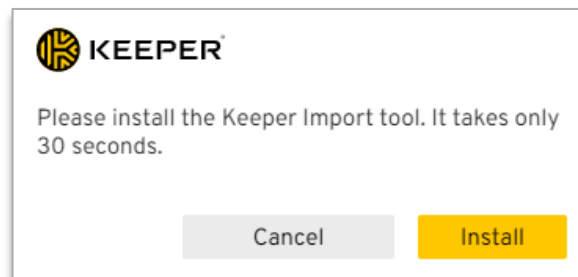 KEEPER
Please install the Keeper Import tool. It takes only
30 seconds.
Cancel Install